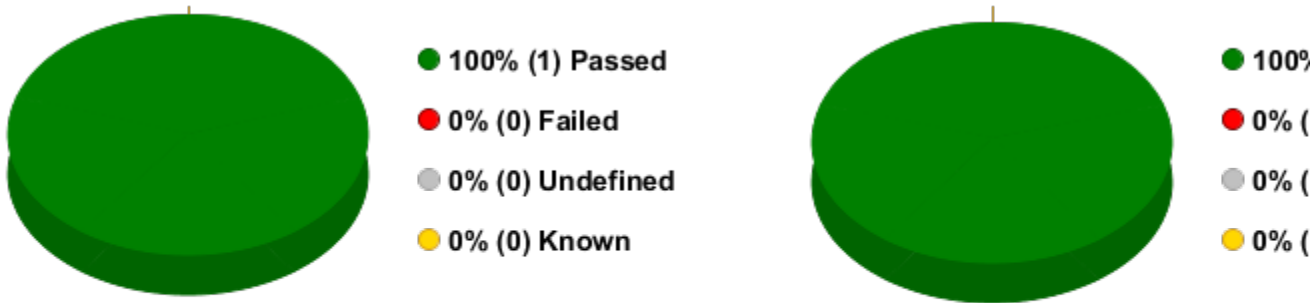 100% (1) Passed
0% (0) Failed
0% (0) Undefined
0% (0) Known
100%
0% (
0% (
0% (